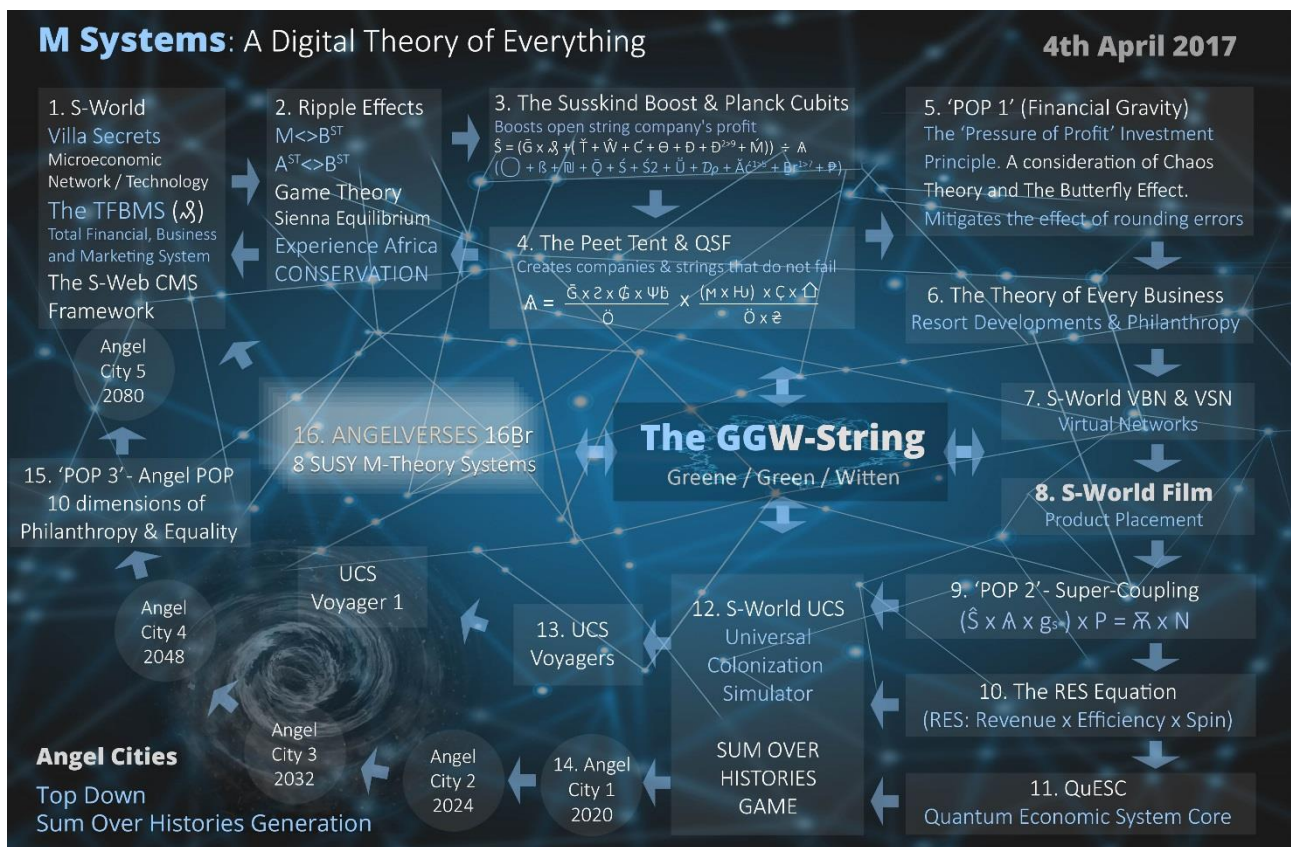 M Systems: A Digital Theory of Everything
4th April 2017
1. S-World
Villa Secrets
Microeconomic
Network / Technology
The TFBMS (₰)
Total Financial, Business
and Marketing System
The S-Web CMS
Framework
2. Ripple Effects
M<>Bˢᵀ
Aˢᵀ<>Bˢᵀ
Game Theory
Sienna Equilibrium
Experience Africa
CONSERVATION
3. The Susskind Boost & Planck Cubits
Boosts open string company's profit
4. The Peet Tent & QSF
Creates companies & strings that do not fail
5. 'POP 1' (Financial Gravity)
The 'Pressure of Profit' Investment
Principle. A consideration of Chaos
Theory and The Butterfly Effect.
Mitigates the effect of rounding errors
6. The Theory of Every Business
Resort Developments & Philanthropy
7. S-World VBN & VSN
Virtual Networks
8. S-World Film
Product Placement
9. 'POP 2' - Super-Coupling
10. The RES Equation
(RES: Revenue x Efficiency x Spin)
11. QuESC
Quantum Economic System Core
12. S-World UCS
Universal
Colonization
Simulator
SUM OVER
HISTORIES
GAME
13. UCS
Voyagers
UCS
Voyager 1
14. Angel
City 1
2020
Angel
City 2
2024
Angel
City 3
2032
Angel
City 4
2048
15. 'POP 3' - Angel POP
10 dimensions of
Philanthropy & Equality
Angel
City 5
2080
16. ANGELVERSES 16Br
8 SUSY M-Theory Systems
The GGW-String
Greene / Green / Witten
Angel Cities
Top Down
Sum Over Histories Generation